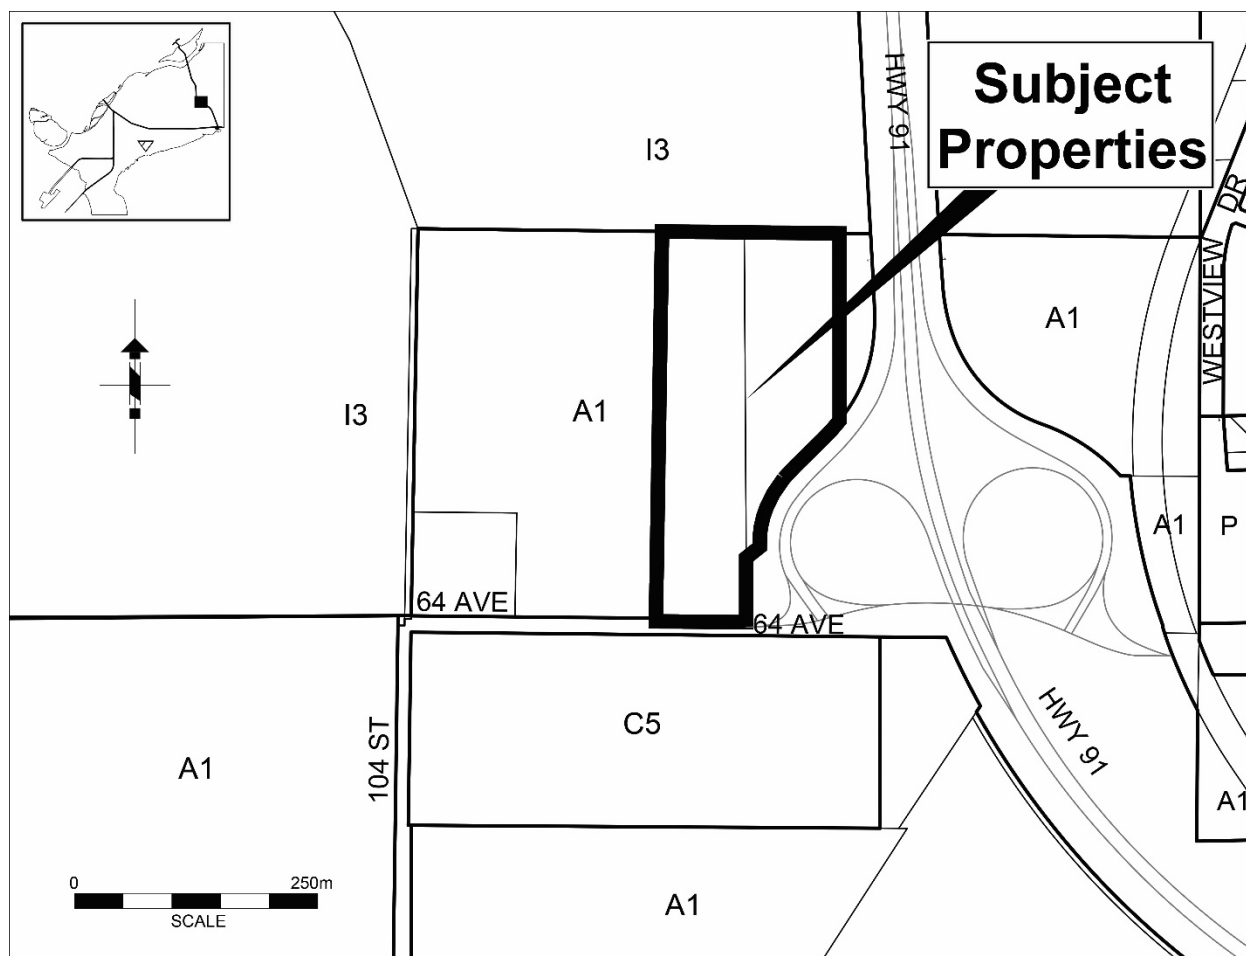 HWY 91
Subject
Properties
I3
DR
WESTVIEW
A1
I3
A1
A1
P
64 AVE
64 AVE
C5
HWY 91
104 ST
A1
A1
0 250m
SCALE
A1